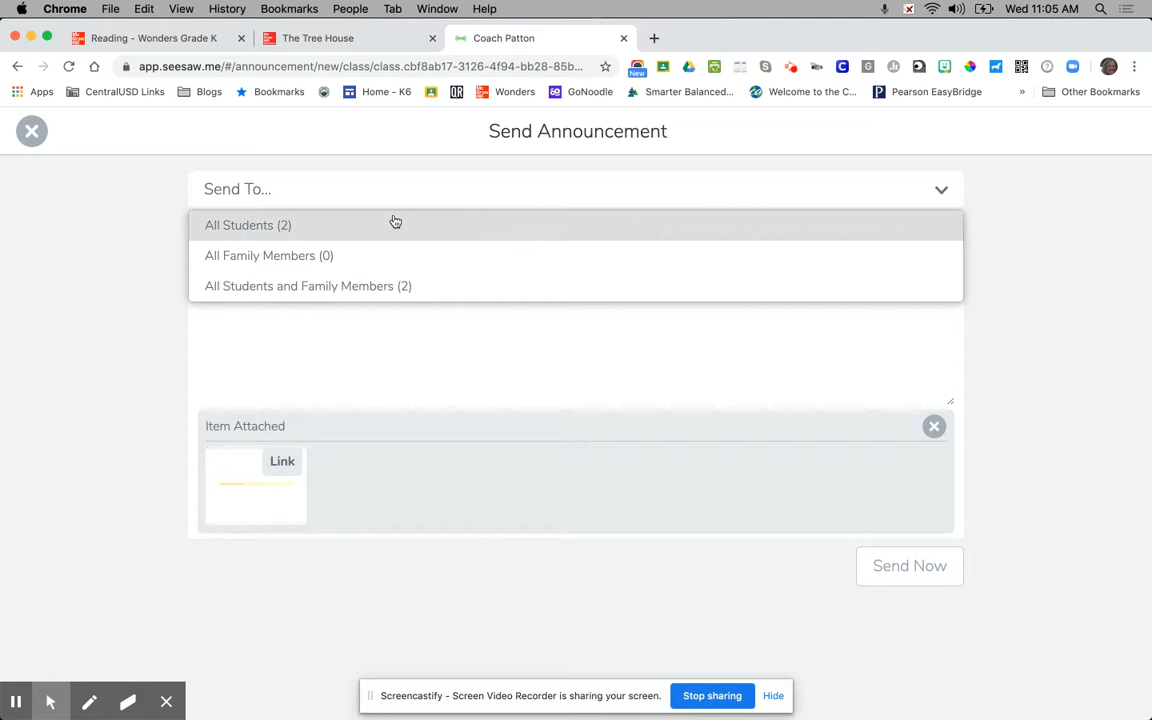 Chrome File Edit View History Bookmarks People Tab Window Help Wed 11:05 AM
Reading - Wonders Grade K The Tree House Coach Patton
app.seesaw.me/#/announcement/new/class/class.cbf8ab17-3126-4f94-bb28-85b... New
Apps CentralUSD Links Blogs Bookmarks Home - K6 QR Wonders GoNoodle Smarter Balanced... Welcome to the C... Pearson EasyBridge » Other Bookmarks
Send Announcement
Send To...
All Students (2)
All Family Members (0)
All Students and Family Members (2)
Item Attached
Link
Send Now
Screencastify - Screen Video Recorder is sharing your screen. Stop sharing Hide